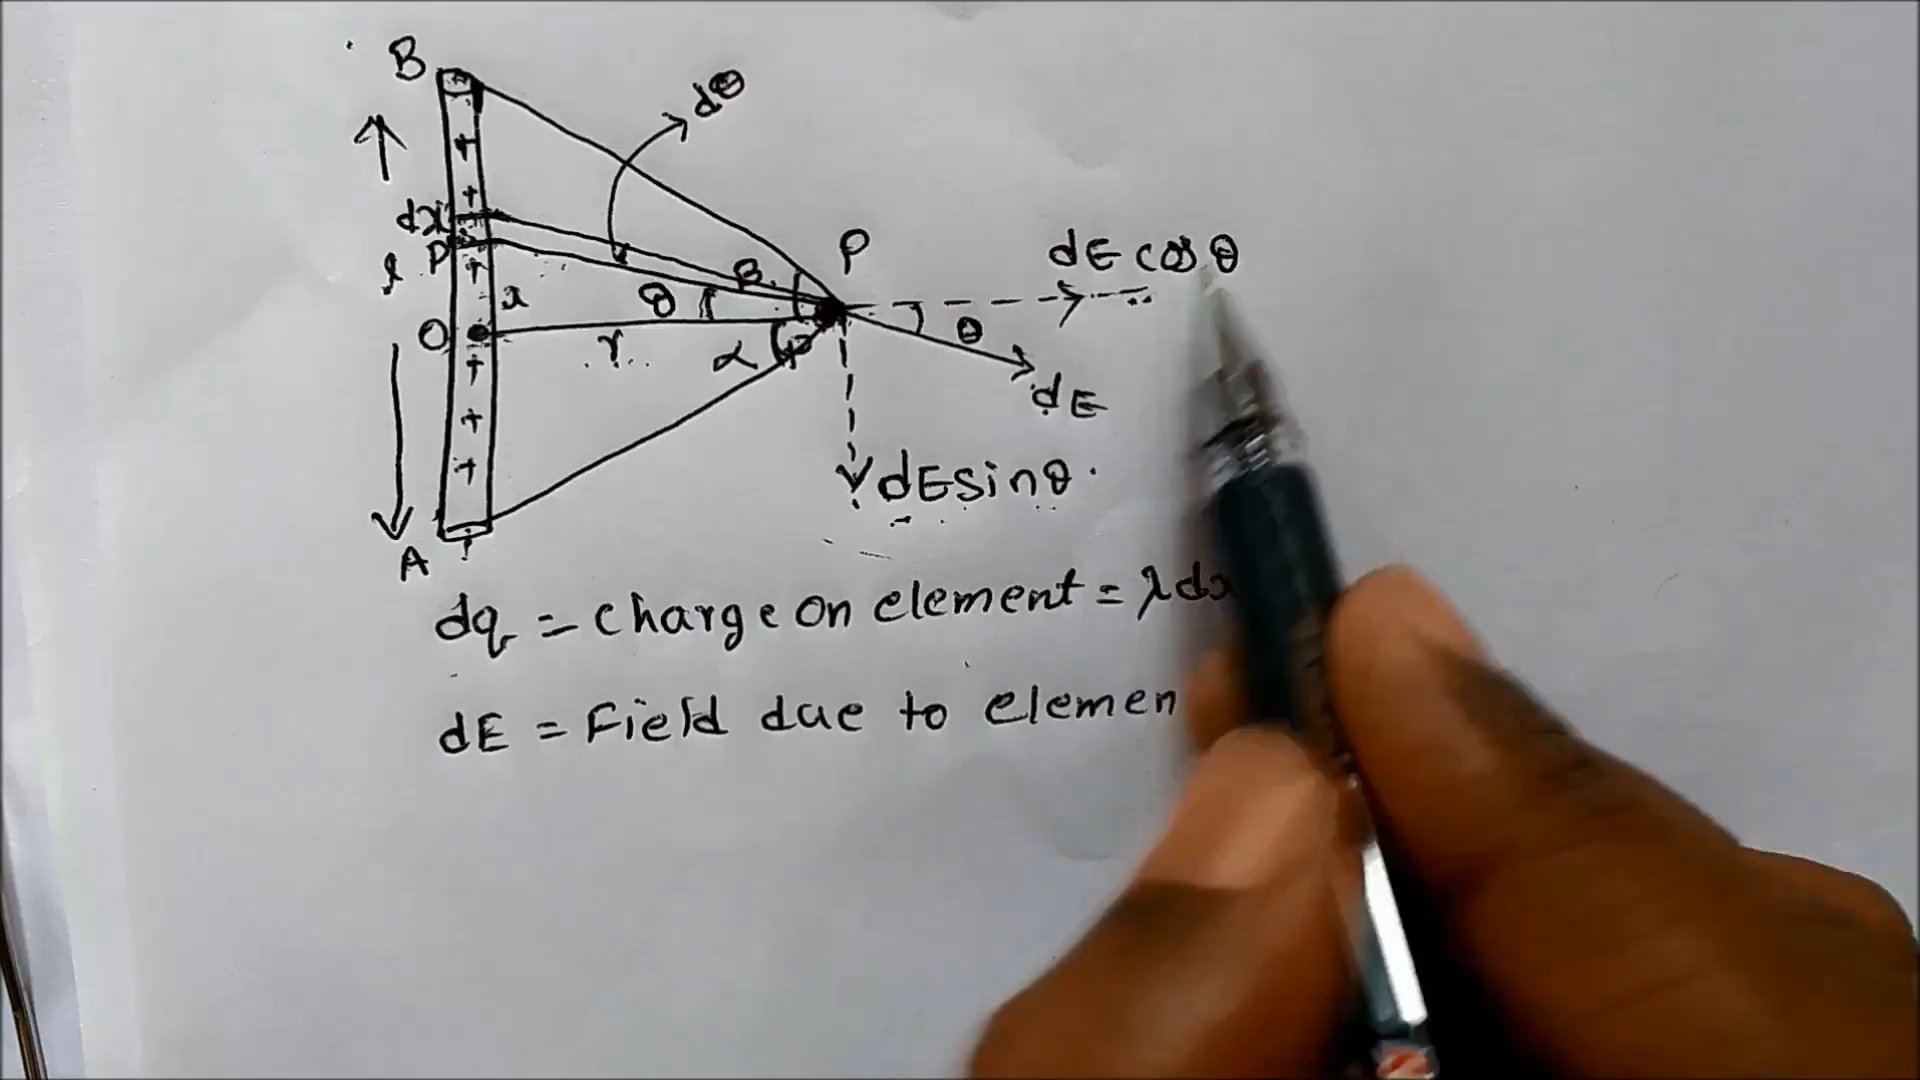 B
dθ
dx
P
l
x
O
θ
β
P
r
α
dE cosθ
θ
dE
dE sinθ
A
dq = charge on element = λdx
dE = Field due to elemen